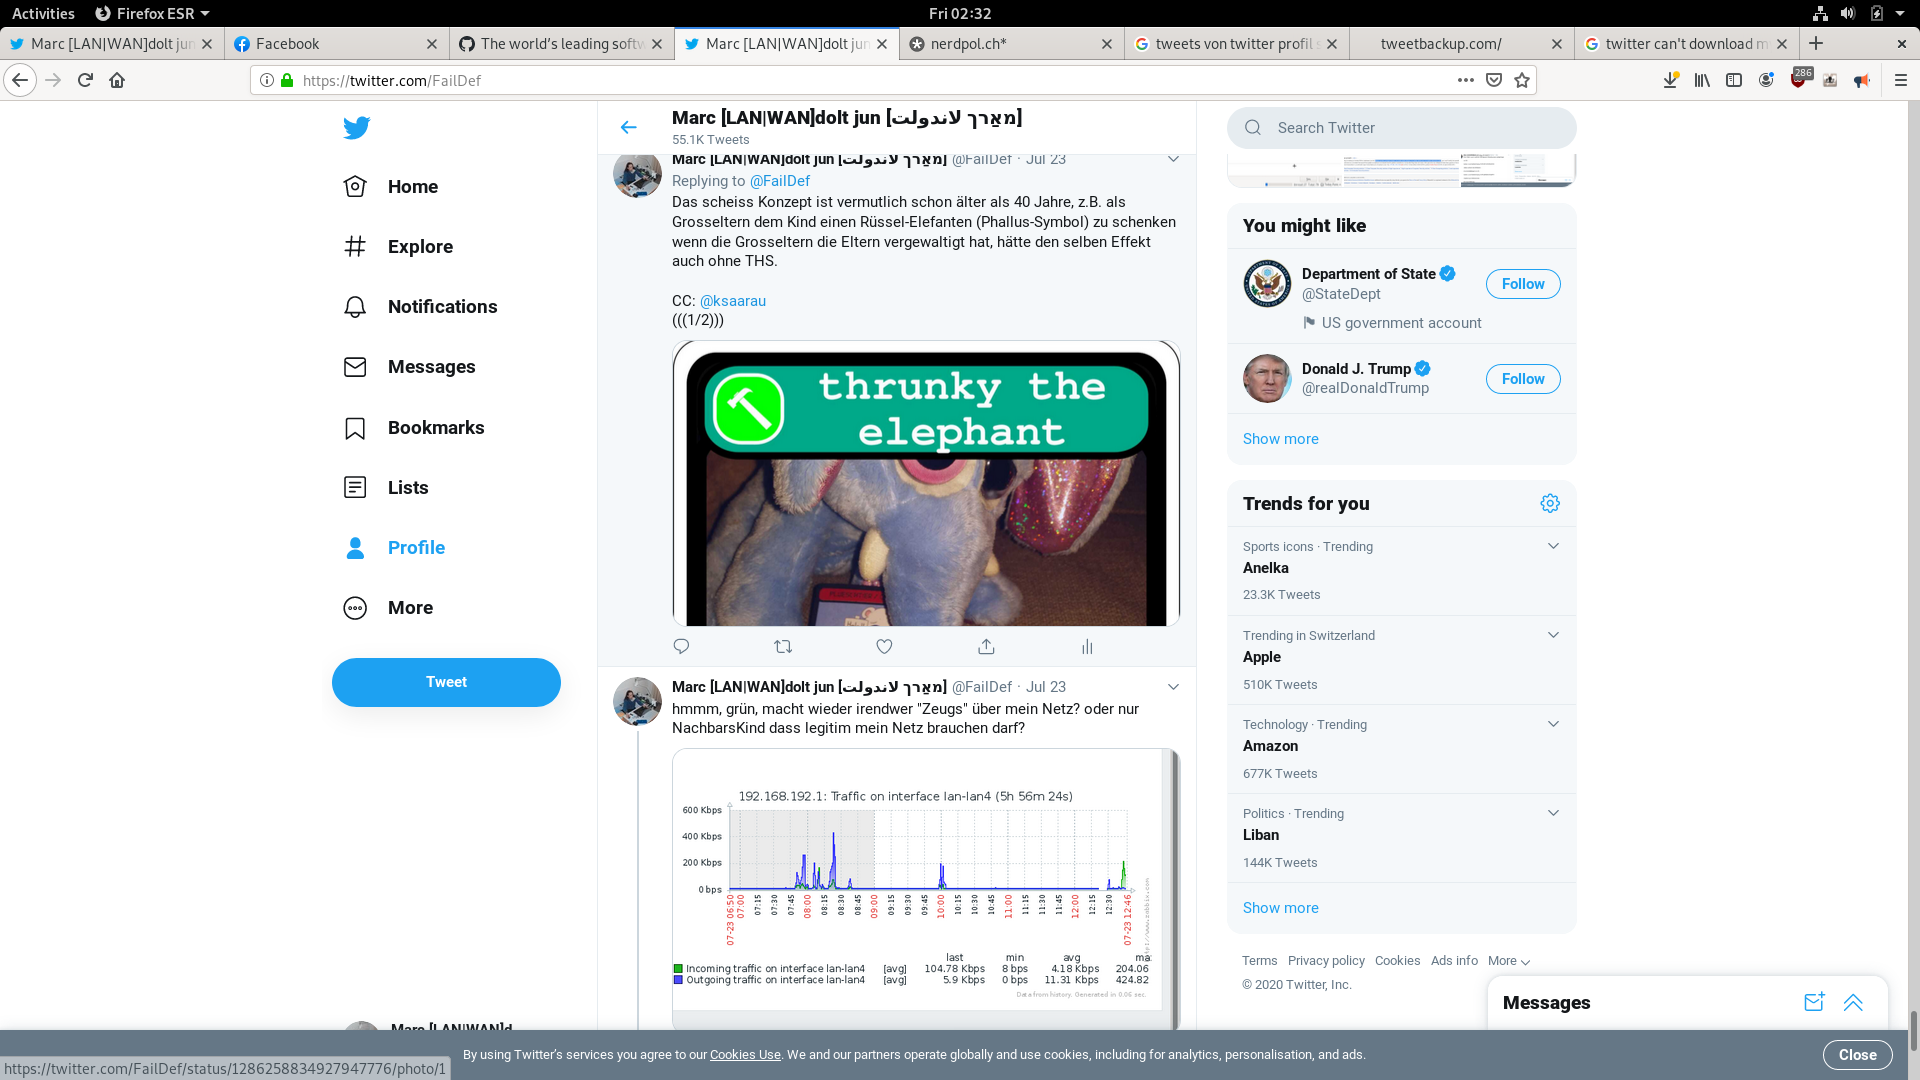 Activities Firefox ESR Fri 02:32
Marc [LAN|WAN]dolt jun Facebook The world's leading softw Marc [LAN|WAN]dolt jun nerdpol.ch* tweets von twitter profil s tweetbackup.com/ twitter can't download m
https://twitter.com/FailDef 286
Home
Explore
Notifications
Messages
Bookmarks
Lists
Profile
More
Tweet
Marc [LAN|WAN]d
Marc [LAN|WAN]dolt jun [מאַרך לאנדולת]
55.1K Tweets
Marc [LAN|WAN]dolt jun [מאַרך לאנדולת] @FailDef · Jul 23
Replying to @FailDef
Das scheiss Konzept ist vermutlich schon älter als 40 Jahre, z.B. als
Grosseltern dem Kind einen Rüssel-Elefanten (Phallus-Symbol) zu schenken
wenn die Grosseltern die Eltern vergewaltigt hat, hätte den selben Effekt
auch ohne THS.
CC: @ksaarau
(((1/2)))
thrunky the
elephant
Marc [LAN|WAN]dolt jun [מאַרך לאנדולת] @FailDef · Jul 23
hmmm, grün, macht wieder irendwer "Zeugs" über mein Netz? oder nur
NachbarsKind dass legitim mein Netz brauchen darf?
192.168.192.1: Traffic on interface lan-lan4 (5h 56m 24s)
600 Kbps
400 Kbps
200 Kbps
0 bps
07-23 06:50 07:00 07:15 07:30 07:45 08:00 08:15 08:30 08:45 09:00 09:15 09:30 09:45 10:00 10:15 10:30 10:45 11:00 11:15 11:30 11:45 12:00 12:15 12:30 07-23 12:46
last min avg ma
Incoming traffic on interface lan-lan4 [avg] 104.78 Kbps 8 bps 4.18 Kbps 204.06
Outgoing traffic on interface lan-lan4 [avg] 5.9 Kbps 0 bps 11.31 Kbps 424.82
Data from history. Generated in 0.06 sec.
Search Twitter
You might like
Department of State
@StateDept
Follow
US government account
Donald J. Trump
@realDonaldTrump
Follow
Show more
Trends for you
Sports icons · Trending
Anelka
23.3K Tweets
Trending in Switzerland
Apple
510K Tweets
Technology · Trending
Amazon
677K Tweets
Politics · Trending
Liban
144K Tweets
Show more
Terms Privacy policy Cookies Ads info More
© 2020 Twitter, Inc.
Messages
By using Twitter's services you agree to our Cookies Use. We and our partners operate globally and use cookies, including for analytics, personalisation, and ads.
Close
https://twitter.com/FailDef/status/1286258834927947776/photo/1